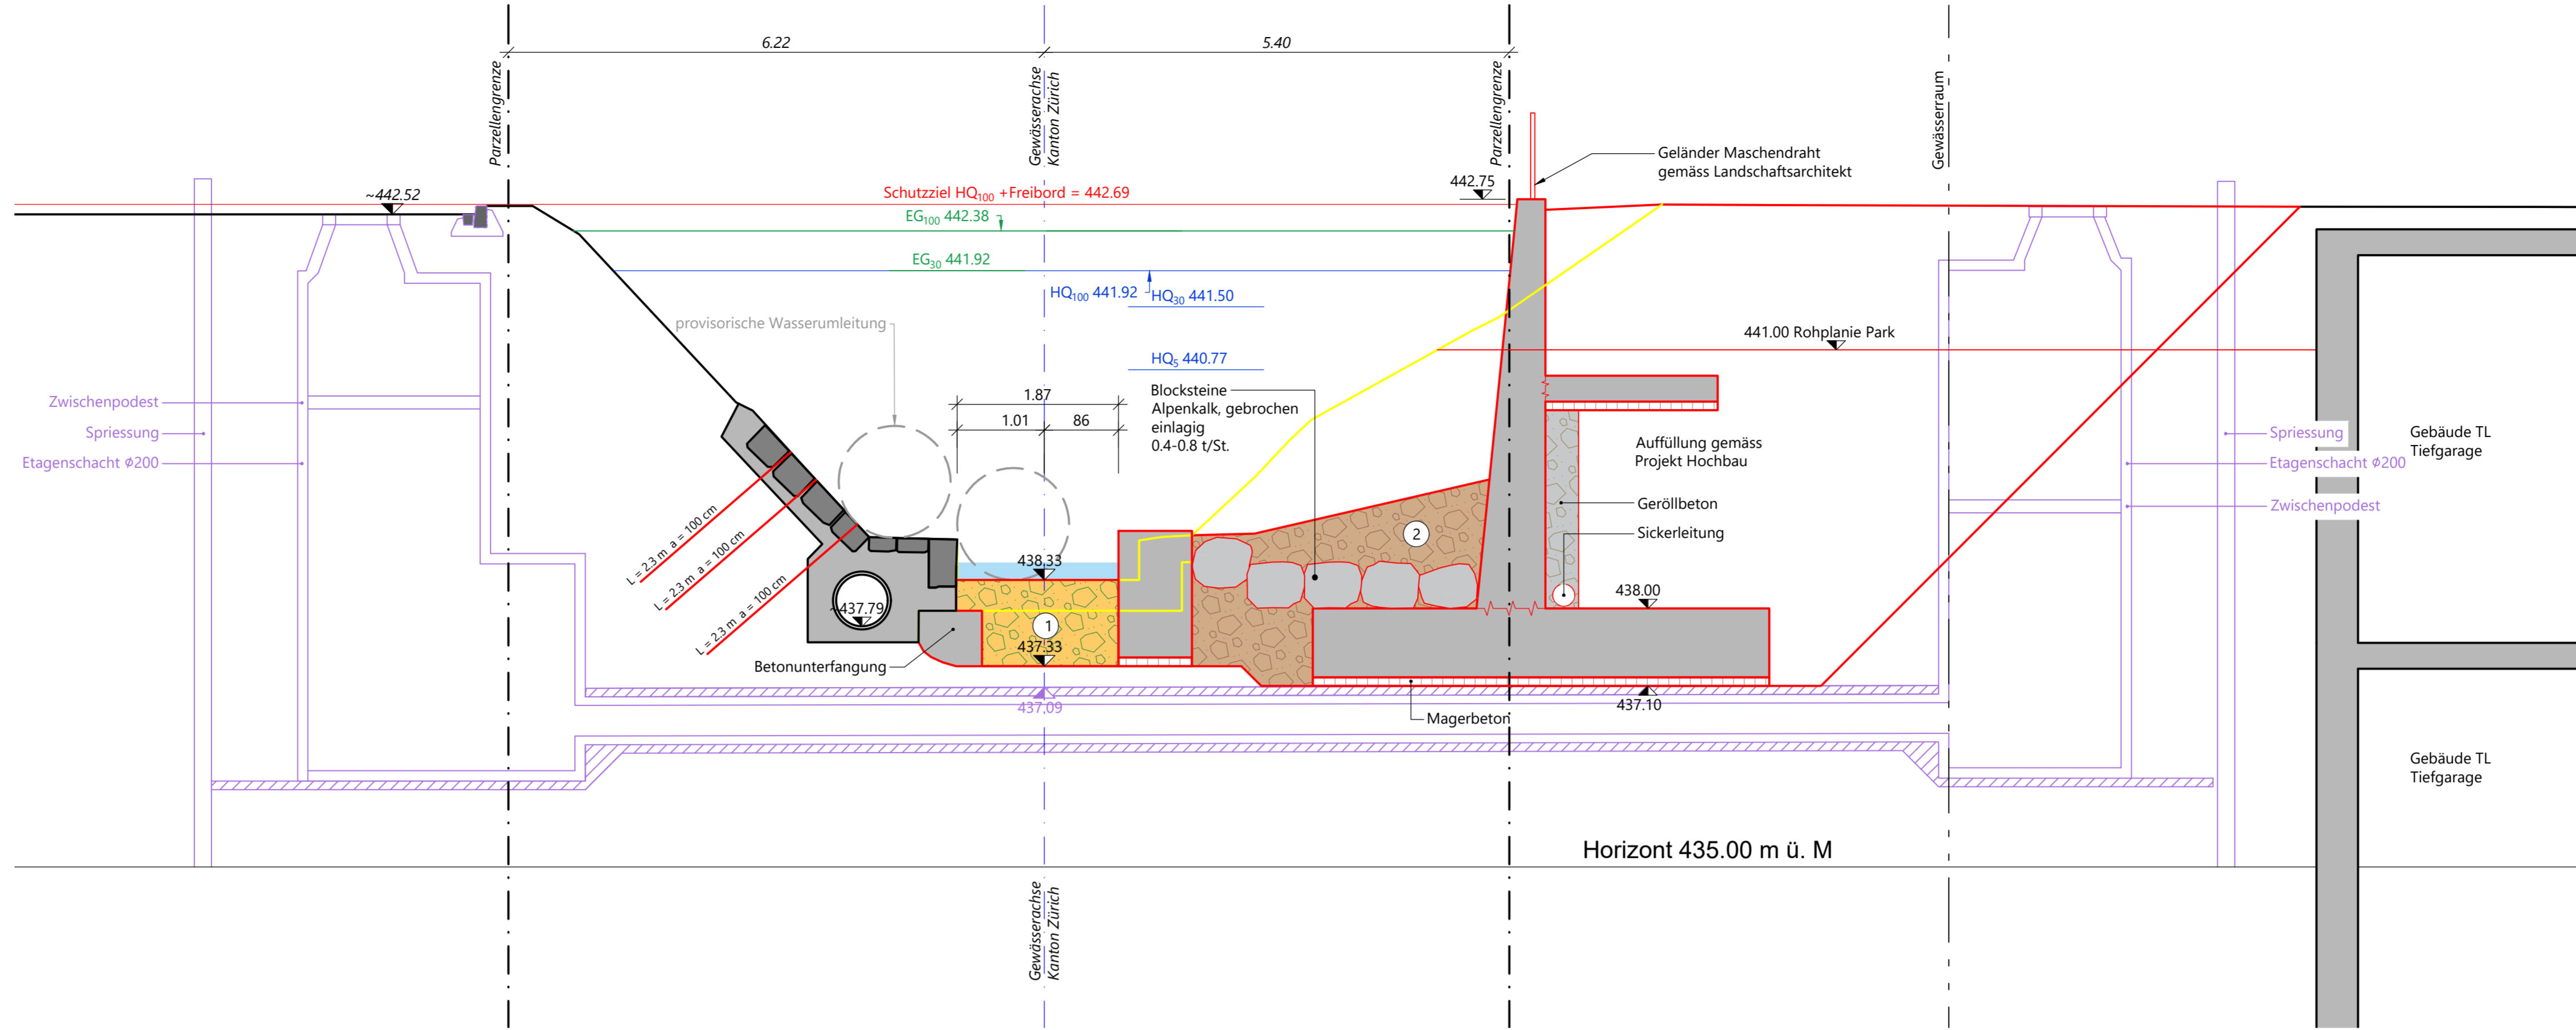 6.22
5.40
Parzellengrenze
Gewässerachse
Kanton Zürich
Parzellengrenze
Gewässerraum
Geländer Maschendraht
gemäss Landschaftsarchitekt
~442.52
Schutzziel HQ100 +Freibord = 442.69
442.75
EG100 442.38
EG30 441.92
HQ100 441.92
HQ30 441.50
provisorische Wasserumleitung
441.00 Rohplanie Park
HQ5 440.77
Zwischenpodest
Spriessung
Etagenschacht ø200
1.87
1.01
86
Blocksteine
Alpenkalk, gebrochen
einlagig
0.4-0.8 t/St.
Auffüllung gemäss
Projekt Hochbau
Geröllbeton
Sickerleitung
Spriessung
Etagenschacht ø200
Zwischenpodest
Gebäude TL
Tiefgarage
L = 2.3 m a = 100 cm
L = 2.3 m a = 100 cm
L = 2.3 m a = 100 cm
2
438.33
~437.79
438.00
1
437.33
Betonunterfangung
437.09
437.10
Magerbeton
Gebäude TL
Tiefgarage
Horizont 435.00 m ü. M
Gewässerachse
Kanton Zürich